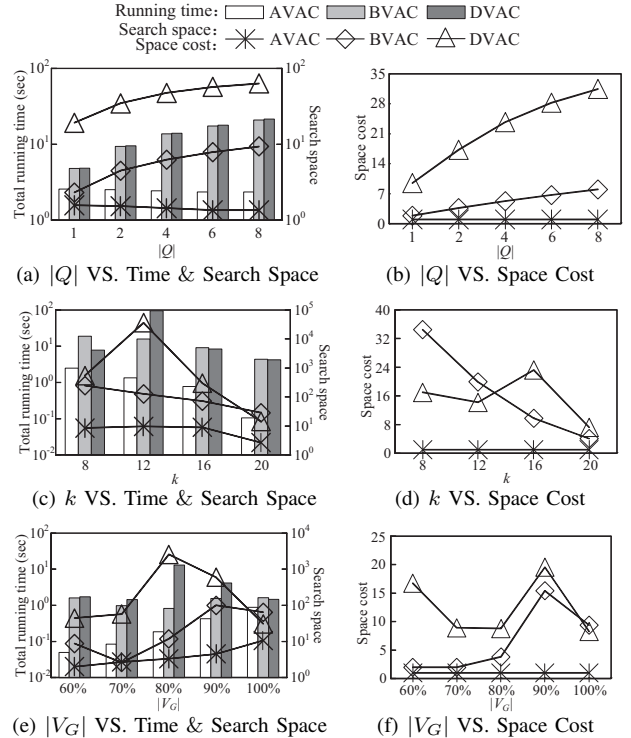 Running time: AVAC BVAC DVAC
Search space: Space cost: AVAC BVAC DVAC
Total running time (sec)
10^2
10^1
10^0
10^2
10^1
10^0
Search space
1 2 4 6 8
|Q|
(a) |Q| VS. Time & Search Space
Space cost
35
28
21
14
7
0
1 2 4 6 8
|Q|
(b) |Q| VS. Space Cost
Total running time (sec)
10^2
10^1
10^0
10^-1
10^-2
10^5
10^4
10^3
10^2
10^1
10^0
Search space
8 12 16 20
k
(c) k VS. Time & Search Space
Space cost
40
32
24
16
8
0
8 12 16 20
k
(d) k VS. Space Cost
Total running time (sec)
10^2
10^1
10^0
10^-1
10^-2
10^4
10^3
10^2
10^1
10^0
Search space
60% 70% 80% 90% 100%
|V_G|
(e) |V_G| VS. Time & Search Space
Space cost
25
20
15
10
5
0
60% 70% 80% 90% 100%
|V_G|
(f) |V_G| VS. Space Cost